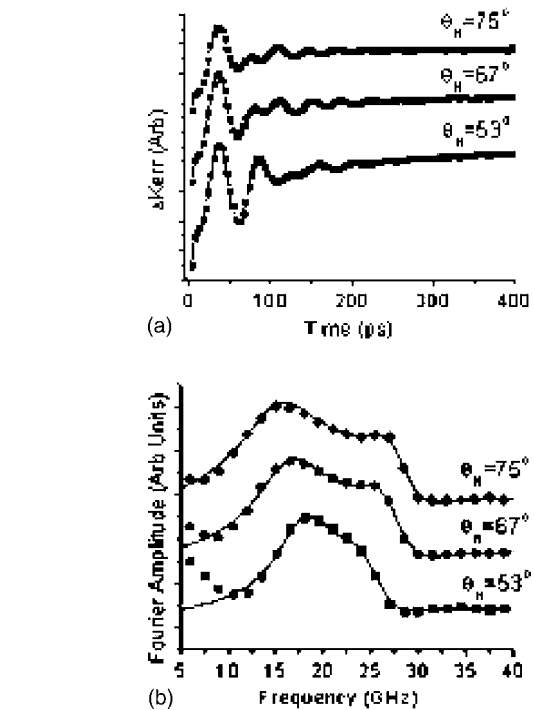 θH=75°
θH=67°
θH=53°
ΔKerr (Arb)
0 100 200 300 400
Time (ps)
(a)
Fourier Amplitude (Arb Units)
θH=75°
θH=67°
θH=53°
5 10 15 20 25 30 35 40
Frequency (GHz)
(b)